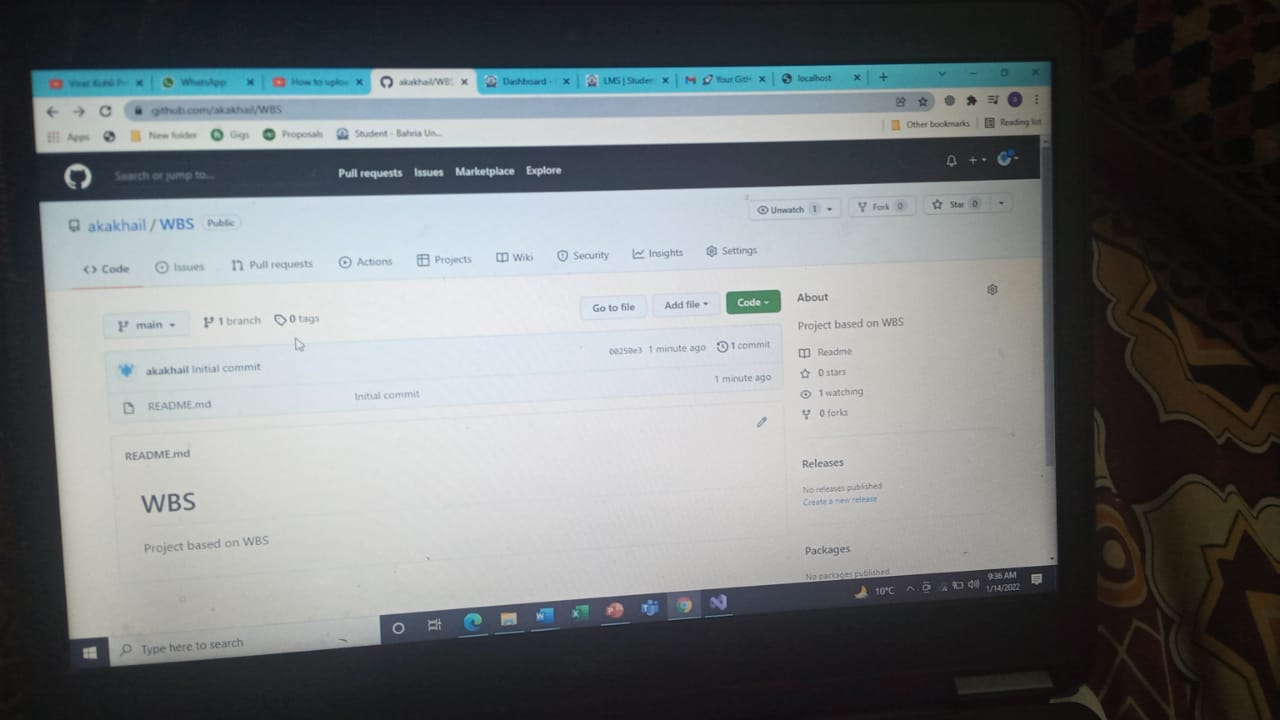 WhatsApp How to uploa akakhail/WBS Dashboard - LMS | Studen Your GitH localhost
github.com/akakhail/WBS
Apps New folder Gigs Proposals Student - Bahria Un... Other bookmarks Reading list
Search or jump to... Pull requests Issues Marketplace Explore
akakhail / WBS Public Unwatch 1 Fork 0 Star 0
Code Issues Pull requests Actions Projects Wiki Security Insights Settings
main 1 branch 0 tags Go to file Add file Code
akakhail Initial commit 00250e3 1 minute ago 1 commit
README.md Initial commit 1 minute ago
README.md
WBS
Project based on WBS
About
Project based on WBS
Readme
0 stars
1 watching
0 forks
Releases
No releases published
Create a new release
Packages
No packages published
Type here to search 10°C 9:36 AM
1/14/2022